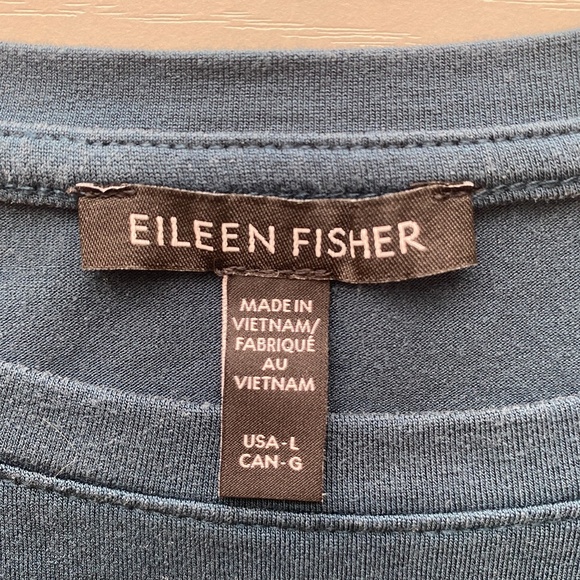 EILEEN FISHER
MADE IN
VIETNAM/
FABRIQUÉ
AU
VIETNAM
USA-L
CAN-G